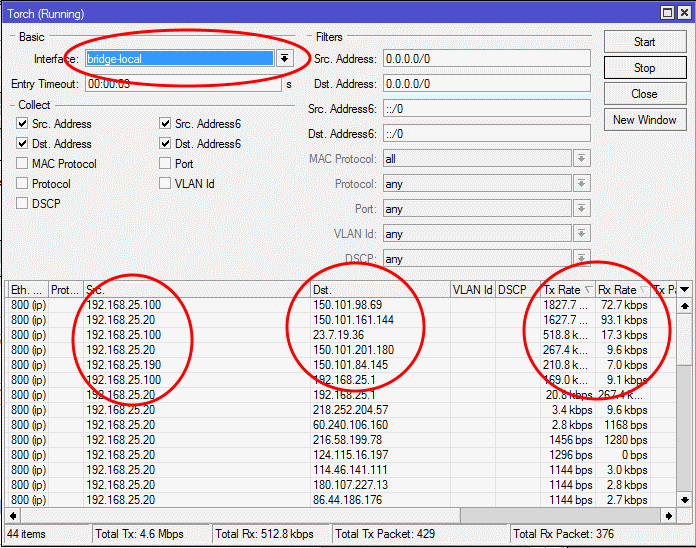 Torch (Running)
Basic
Interface: bridge-local
Entry Timeout: 00:00:03 s
Collect
Src. Address Src. Address6
Dst. Address Dst. Address6
MAC Protocol Port
Protocol VLAN Id
DSCP
Filters
Src. Address: 0.0.0.0/0
Dst. Address: 0.0.0.0/0
Src. Address6: ::/0
Dst. Address6: ::/0
MAC Protocol: all
Protocol: any
Port: any
VLAN Id: any
DSCP: any
Start
Stop
Close
New Window
Eth. ... Prot... Src. Dst. VLAN Id DSCP Tx Rate Rx Rate Tx Pa
800 (ip) 192.168.25.100 150.101.98.69 1827.7 ... 72.7 kbps
800 (ip) 192.168.25.20 150.101.161.144 1627.7 ... 93.1 kbps
800 (ip) 192.168.25.100 23.7.19.36 518.8 k... 17.3 kbps
800 (ip) 192.168.25.20 150.101.201.180 267.4 k... 9.6 kbps
800 (ip) 192.168.25.190 150.101.84.145 210.8 k... 7.0 kbps
800 (ip) 192.168.25.100 192.168.25.1 169.0 k... 9.1 kbps
800 (ip) 192.168.25.20 192.168.25.1 20.8 kbps 267.4 k...
800 (ip) 192.168.25.20 218.252.204.57 3.4 kbps 9.6 kbps
800 (ip) 192.168.25.20 60.240.106.160 2.8 kbps 1168 bps
800 (ip) 192.168.25.20 216.58.199.78 1456 bps 1280 bps
800 (ip) 192.168.25.20 124.115.16.197 1296 bps 0 bps
800 (ip) 192.168.25.20 114.46.141.111 1144 bps 3.0 kbps
800 (ip) 192.168.25.20 180.107.227.13 1144 bps 2.8 kbps
800 (ip) 192.168.25.20 86.44.186.176 1144 bps 2.7 kbps
44 items Total Tx: 4.6 Mbps Total Rx: 512.8 kbps Total Tx Packet: 429 Total Rx Packet: 376